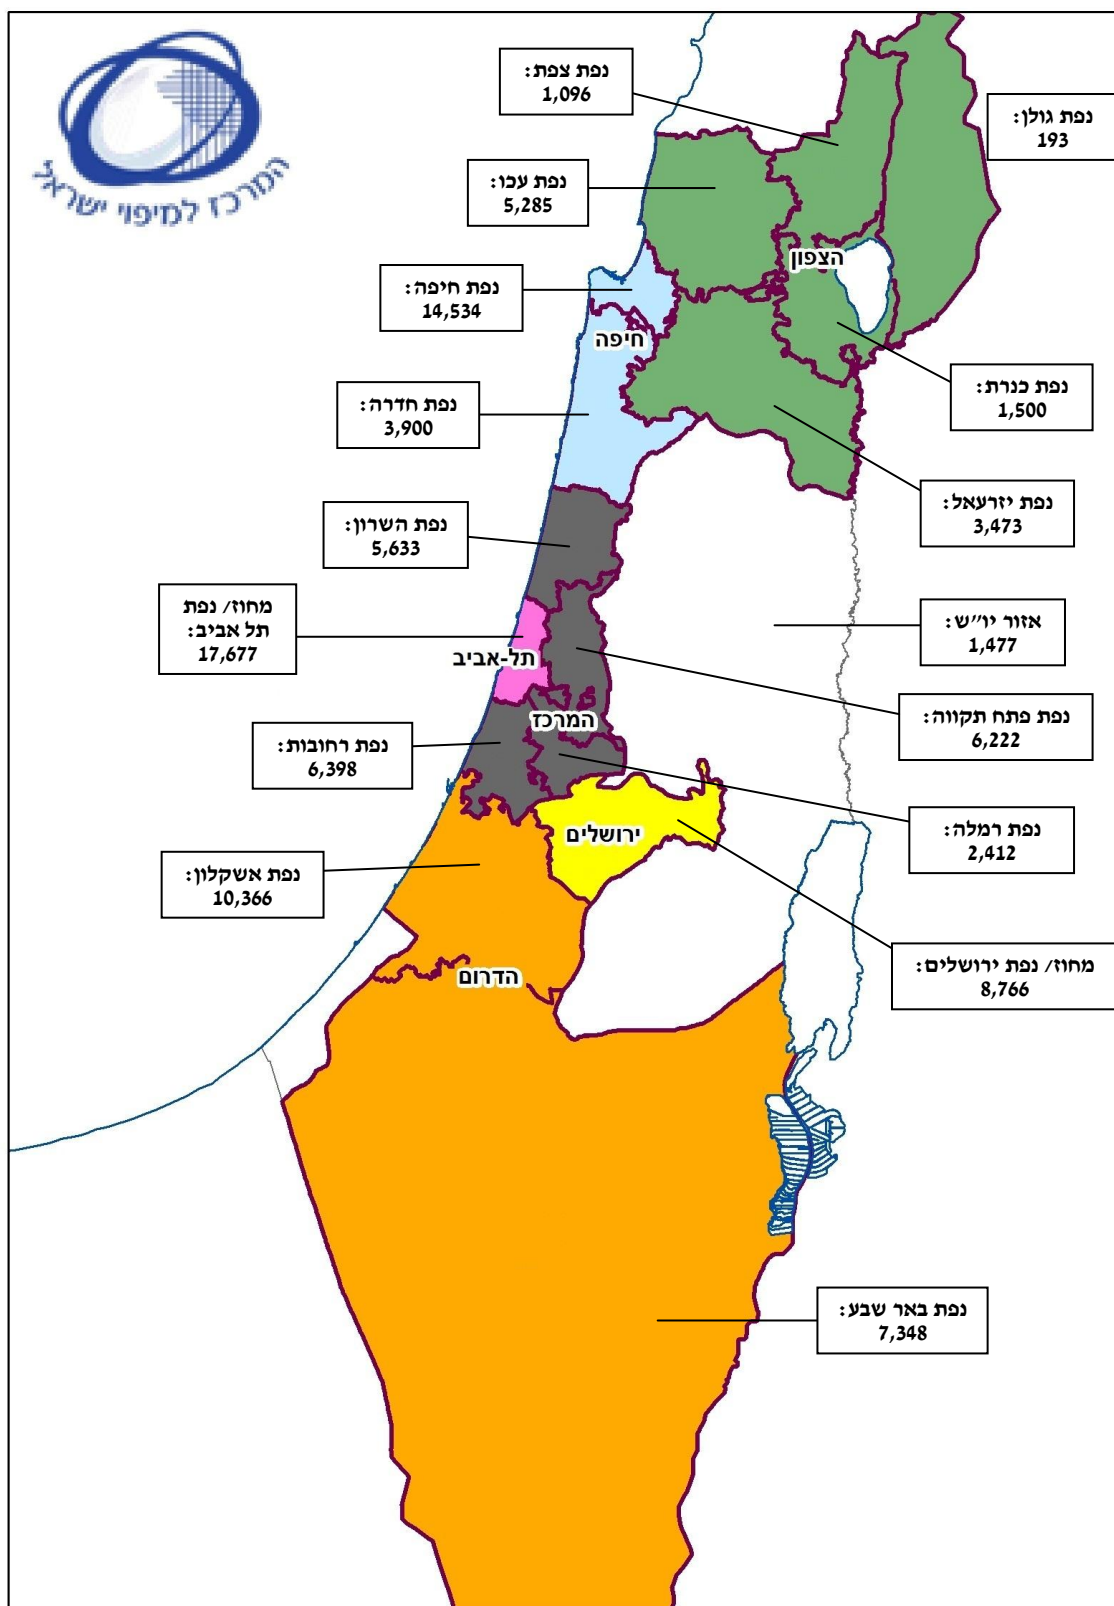 המרכז למיפוי ישראל
נפת צפת:
1,096
נפת גולן:
193
נפת עכו:
5,285
הצפון
נפת חיפה:
14,534
חיפה
נפת כנרת:
1,500
נפת חדרה:
3,900
נפת יזרעאל:
3,473
נפת השרון:
5,633
מחוז/ נפת
תל אביב:
17,677
אזור יו״ש:
1,477
תל-אביב
נפת פתח תקווה:
6,222
המרכז
נפת רחובות:
6,398
נפת רמלה:
2,412
ירושלים
נפת אשקלון:
10,366
מחוז/ נפת ירושלים:
8,766
הדרום
נפת באר שבע:
7,348